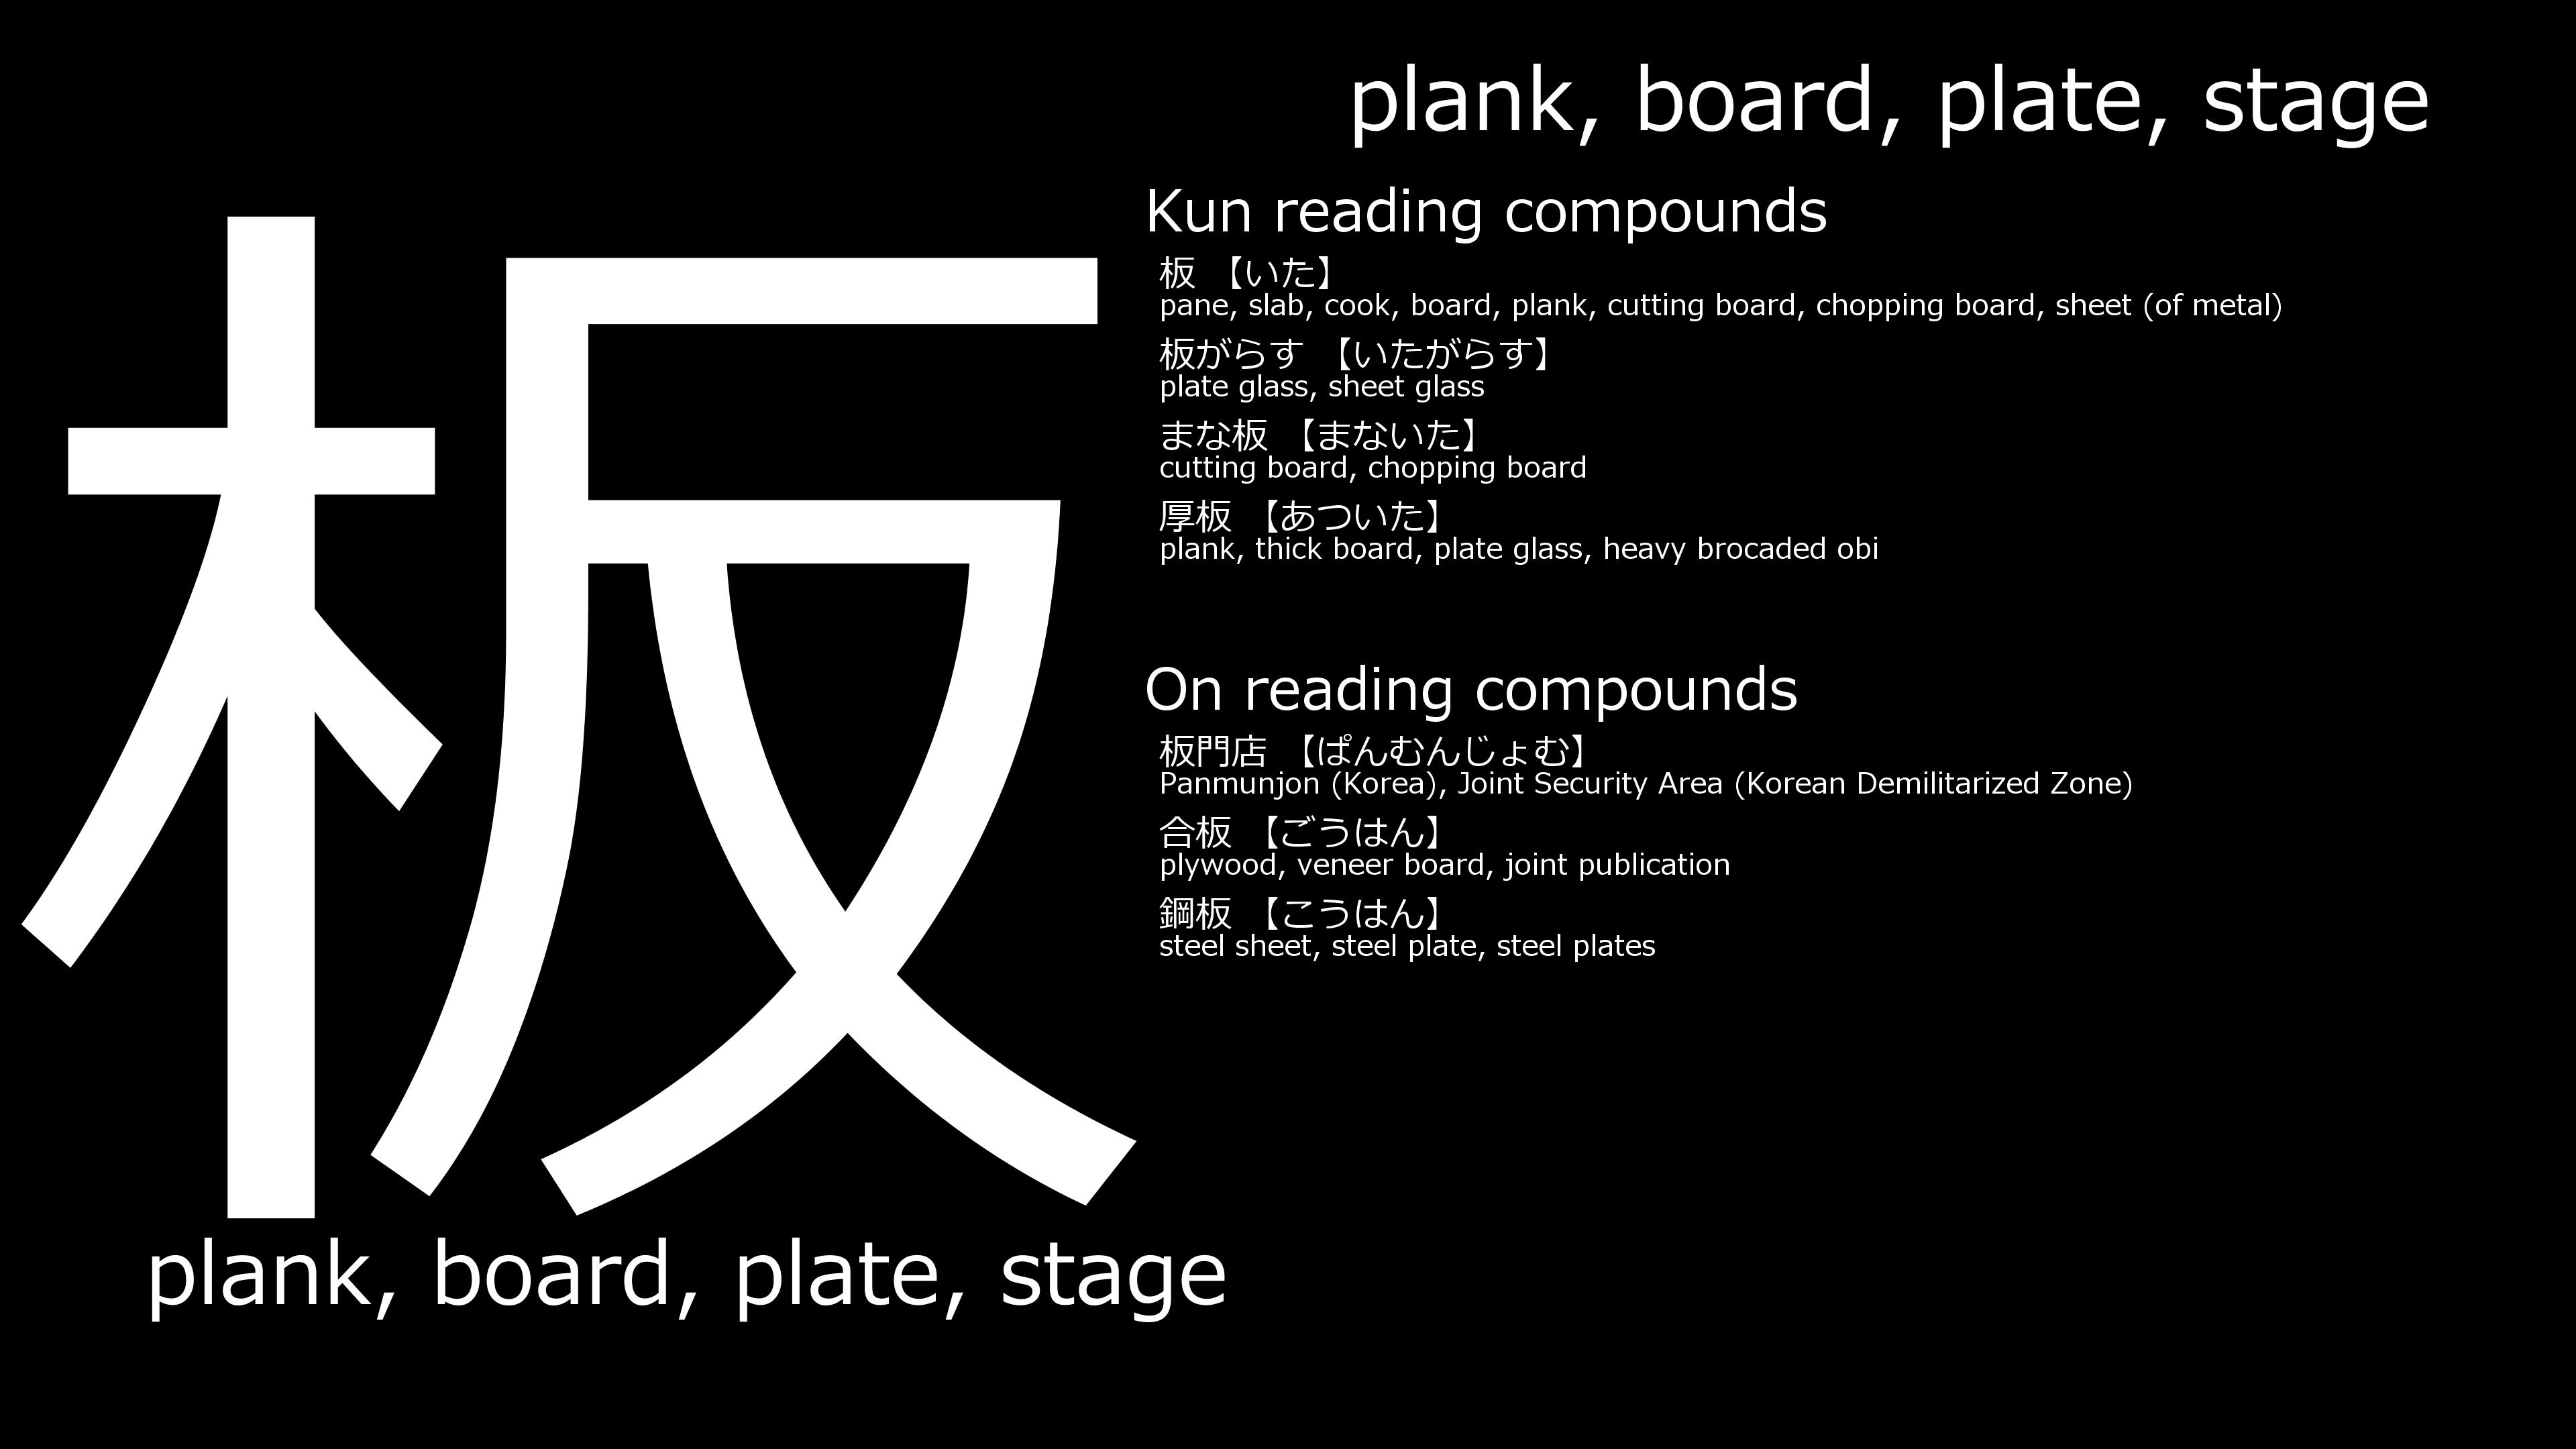 plank, board, plate, stage
板
plank, board, plate, stage
Kun reading compounds
板 【いた】
pane, slab, cook, board, plank, cutting board, chopping board, sheet (of metal)
板がらす 【いたがらす】
plate glass, sheet glass
まな板 【まないた】
cutting board, chopping board
厚板 【あついた】
plank, thick board, plate glass, heavy brocaded obi
On reading compounds
板門店 【ぱんむんじょむ】
Panmunjon (Korea), Joint Security Area (Korean Demilitarized Zone)
合板 【ごうはん】
plywood, veneer board, joint publication
鋼板 【こうはん】
steel sheet, steel plate, steel plates